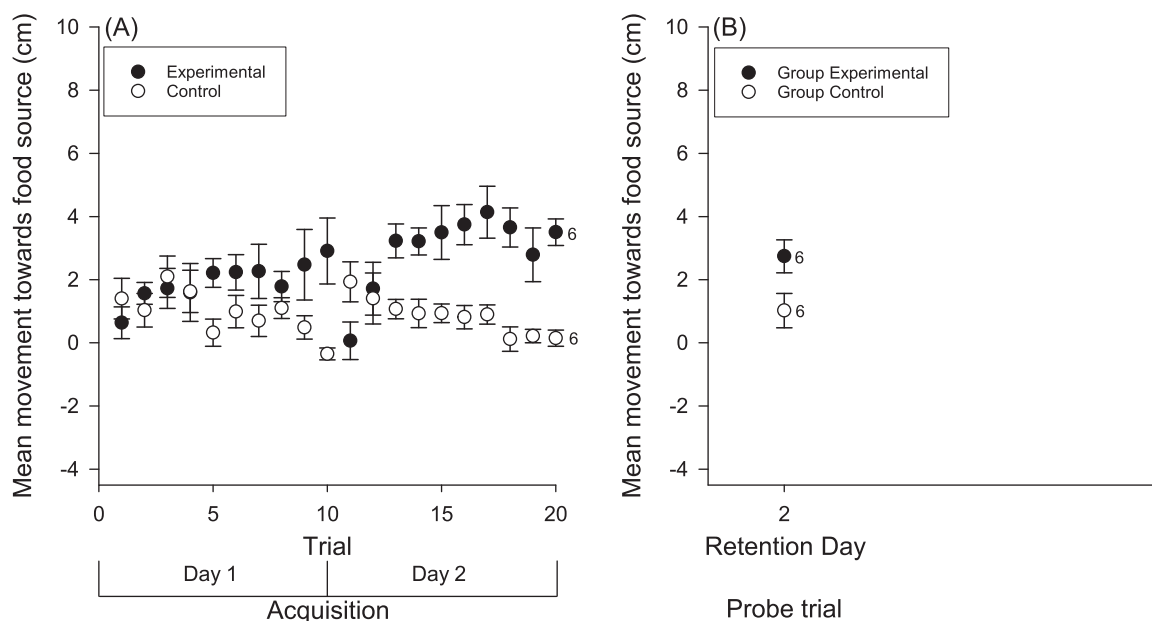 (A)
Mean movement towards food source (cm)
10
8
6
4
2
0
-2
-4
Experimental
Control
6
6
0
5
10
15
20
Trial
Day 1
Day 2
Acquisition
(B)
Mean movement towards food source (cm)
10
8
6
4
2
0
-2
-4
Group Experimental
Group Control
6
6
2
Retention Day
Probe trial